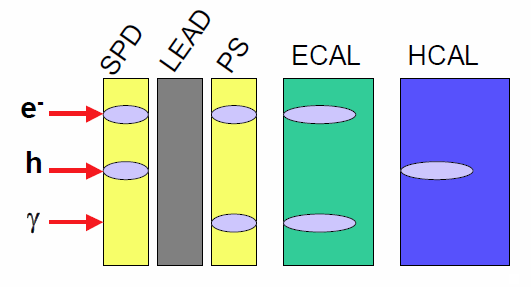 SPD LEAD PS ECAL HCAL
e-
h
γ